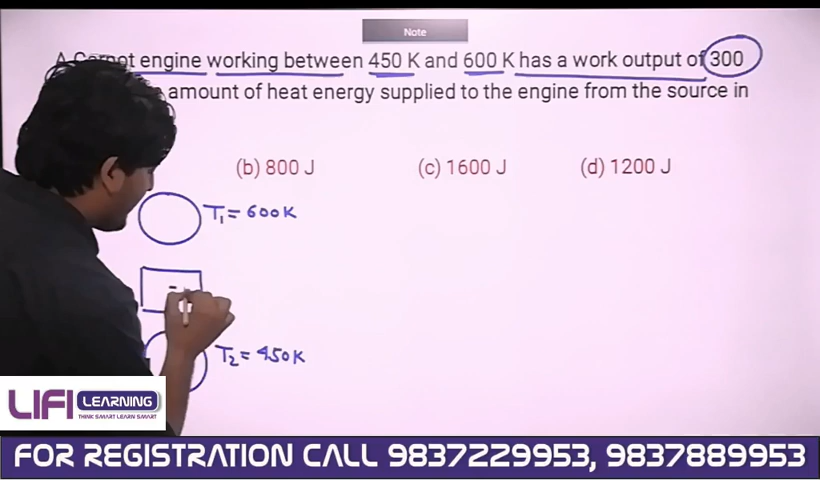 Note
A Carnot engine working between 450 K and 600 K has a work output of 300
amount of heat energy supplied to the engine from the source in
(b) 800 J
(c) 1600 J
(d) 1200 J
T₁ = 600K
T₂ = 450K
LIFI LEARNING
THINK SMART LEARN SMART
FOR REGISTRATION CALL 9837229953, 9837889953